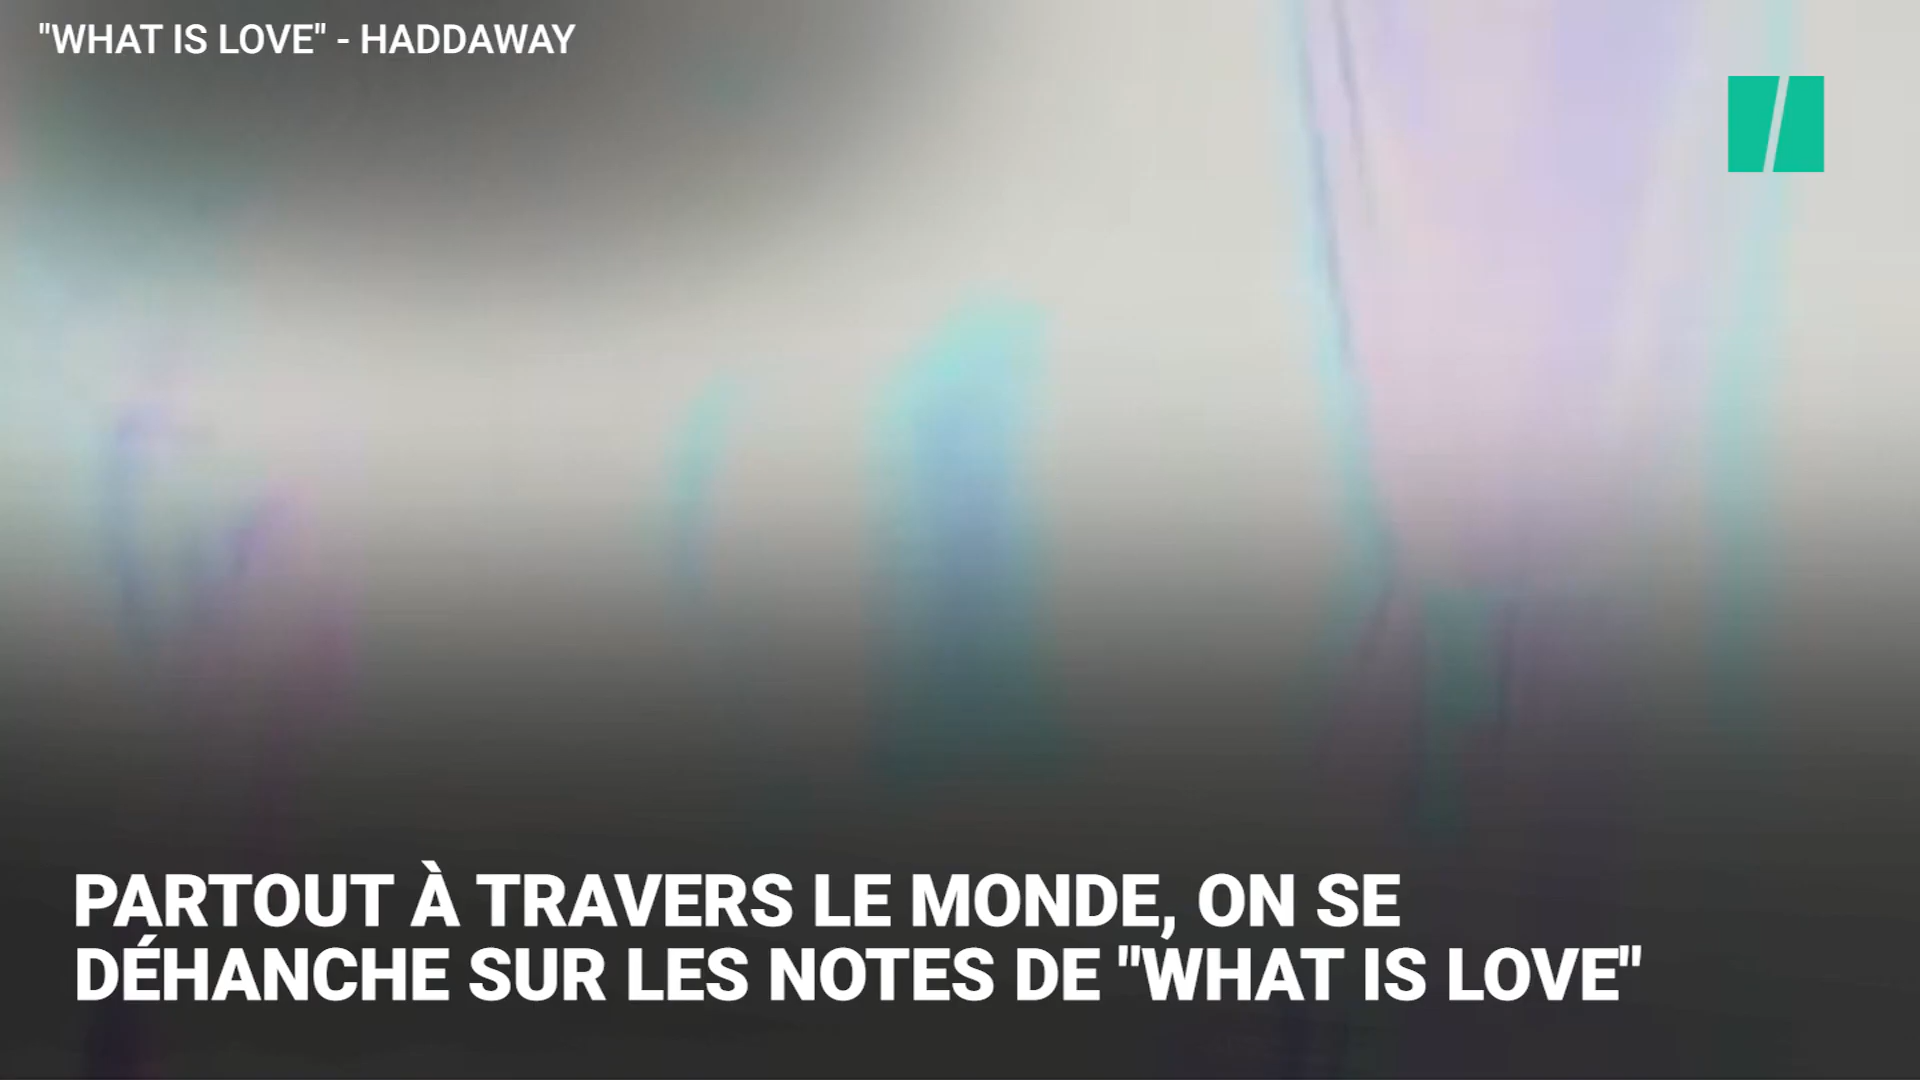 "WHAT IS LOVE" - HADDAWAY
PARTOUT À TRAVERS LE MONDE, ON SE
DÉHANCHE SUR LES NOTES DE "WHAT IS LOVE"